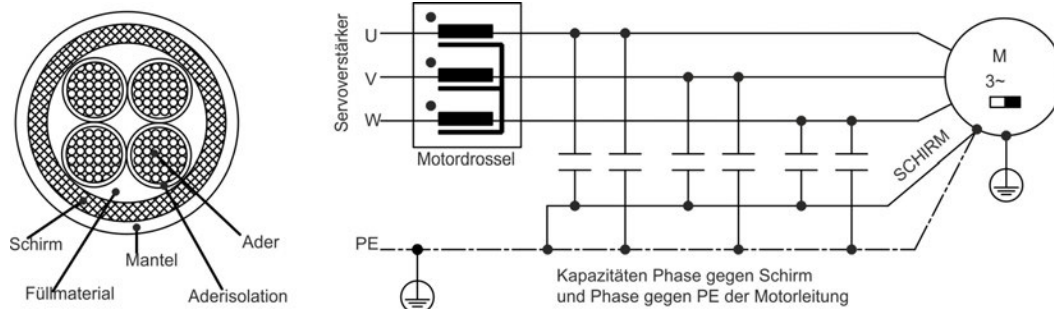 Schirm
Füllmaterial
Mantel
Ader
Aderisolation
Servoverstärker
U
V
W
Motordrossel
PE
SCHIRM
M
3~
Kapazitäten Phase gegen Schirm
und Phase gegen PE der Motorleitung